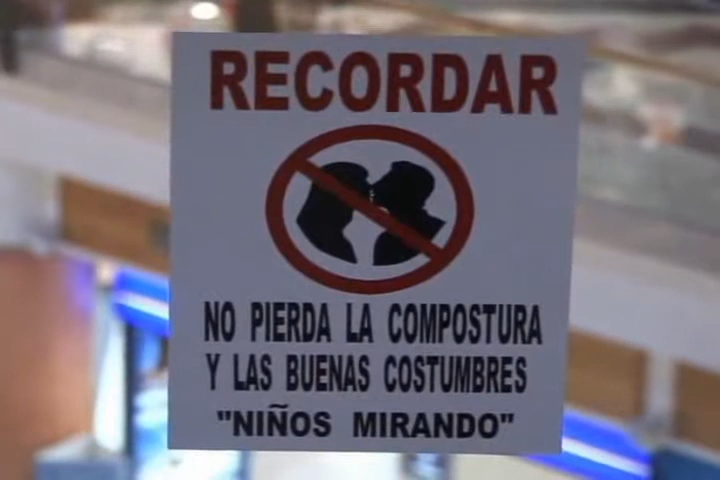 RECORDAR
NO PIERDA LA COMPOSTURA
Y LAS BUENAS COSTUMBRES
"NIÑOS MIRANDO"